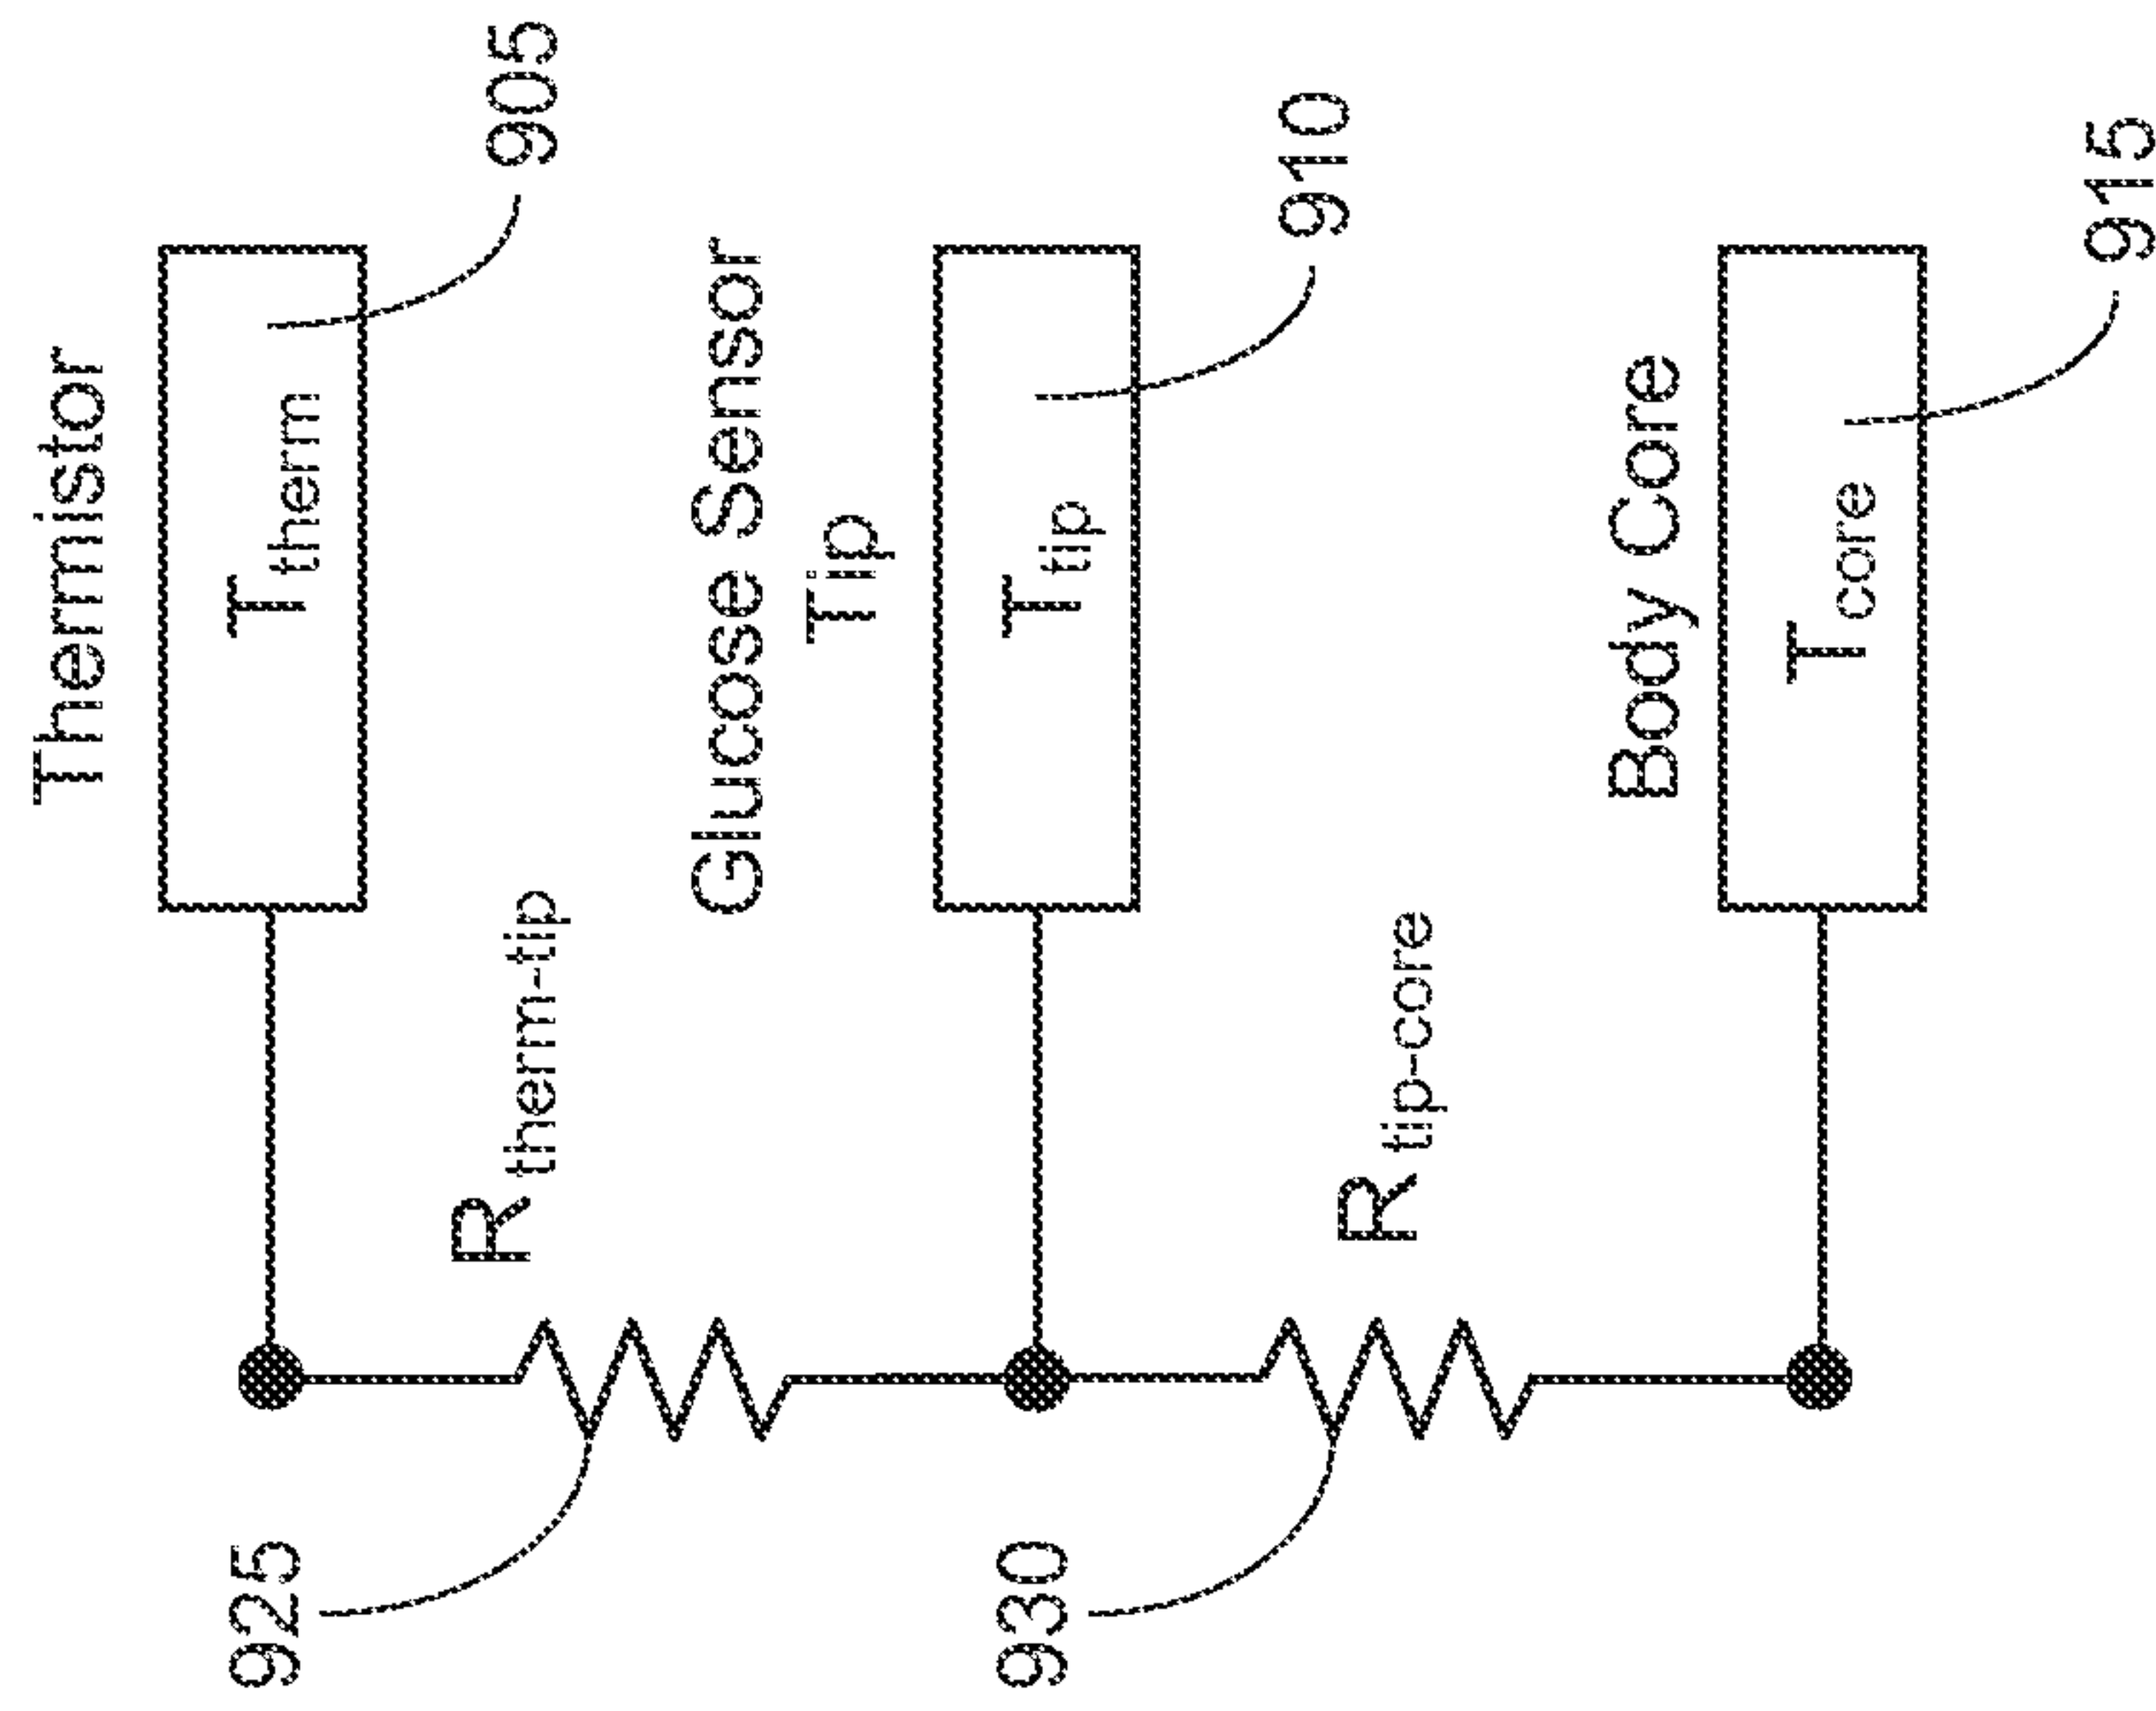 Thermistor
T therm
905
R therm-tip
925
Glucose Sensor
Tip
T tip
910
R tip-core
930
Body Core
T core
915